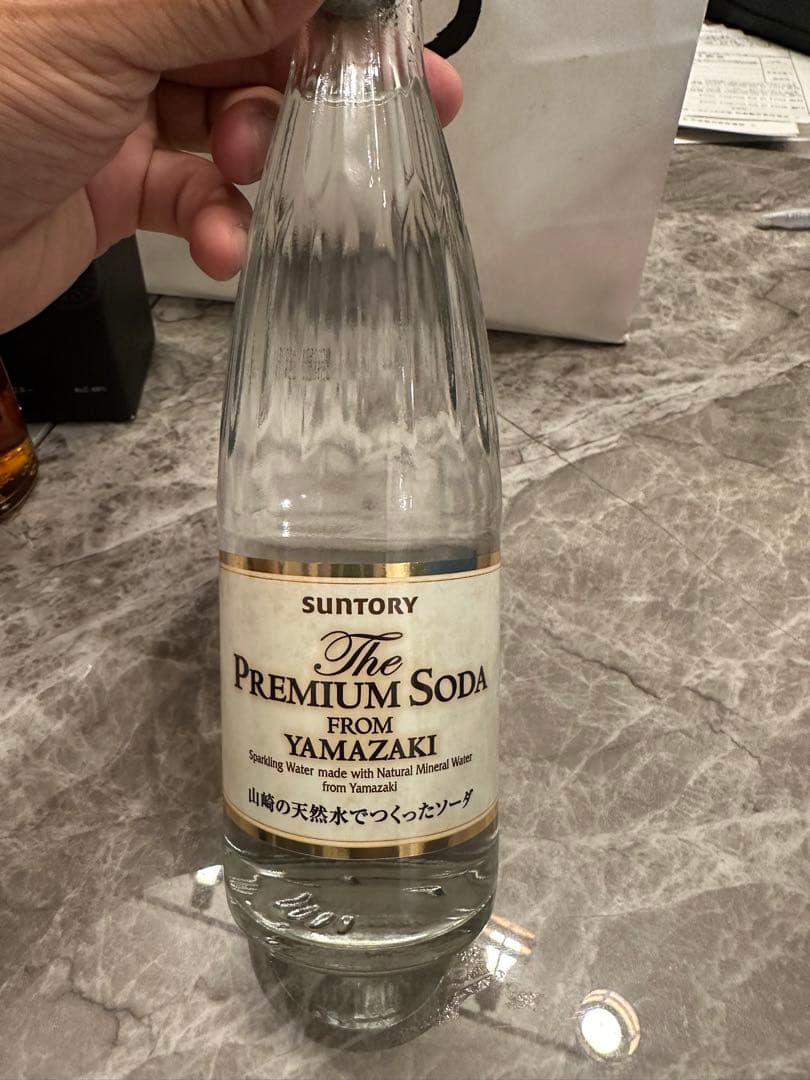 SUNTORY
The
PREMIUM SODA
FROM
YAMAZAKI
Sparkling Water made with Natural Mineral Water
from Yamazaki
山崎の天然水でつくったソーダ